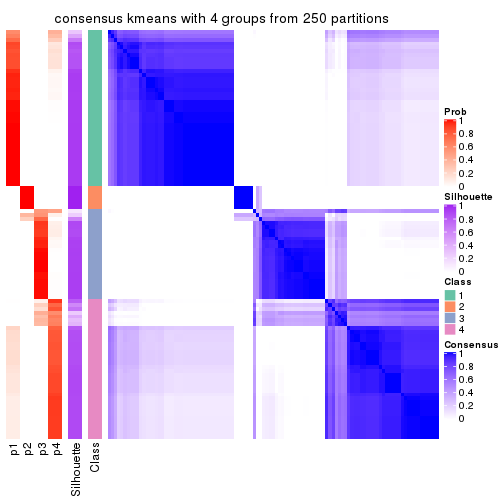 consensus kmeans with 4 groups from 250 partitions
Prob
1
0.8
0.6
0.4
0.2
0
Silhouette
1
0.8
0.6
0.4
0.2
0
Class
1
2
3
4
Consensus
1
0.8
0.6
0.4
0.2
0
p1
p2
p3
p4
Silhouette
Class